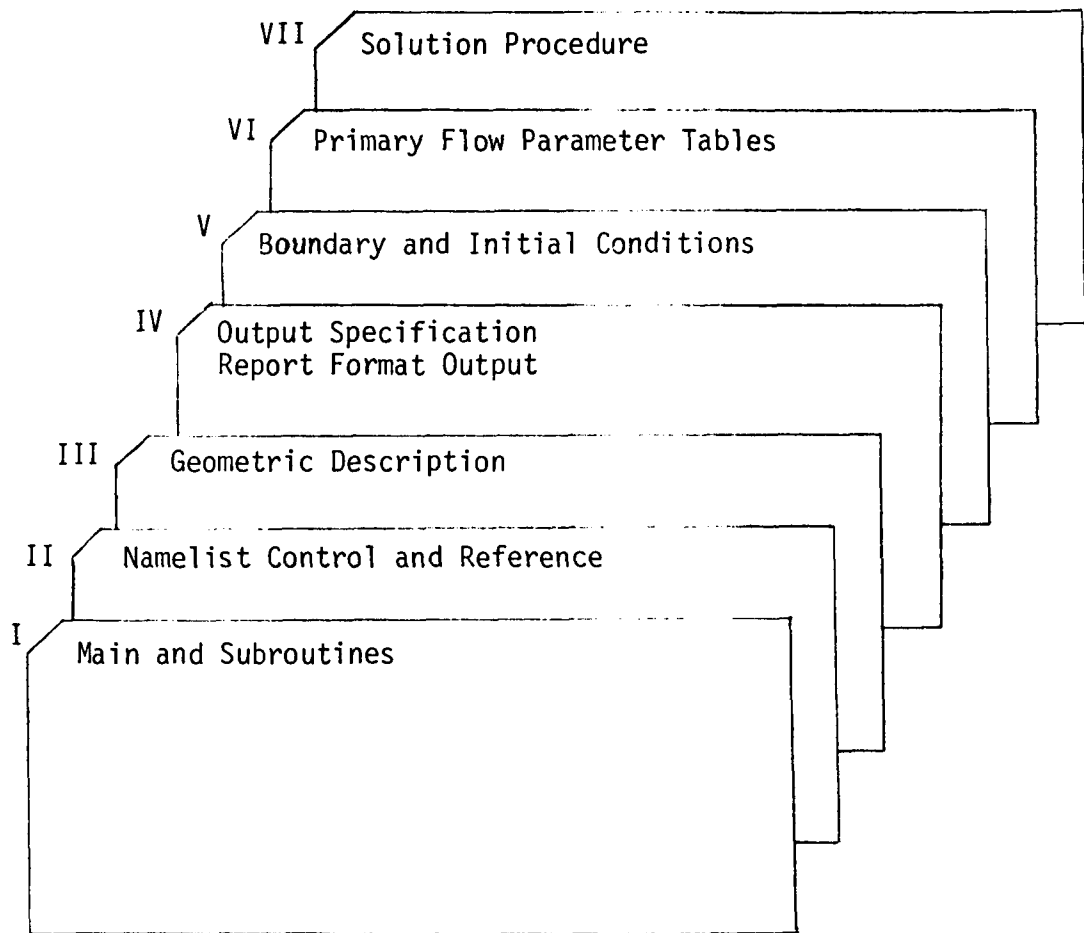 VII Solution Procedure
VI Primary Flow Parameter Tables
V Boundary and Initial Conditions
IV Output Specification
Report Format Output
III Geometric Description
II Namelist Control and Reference
I Main and Subroutines